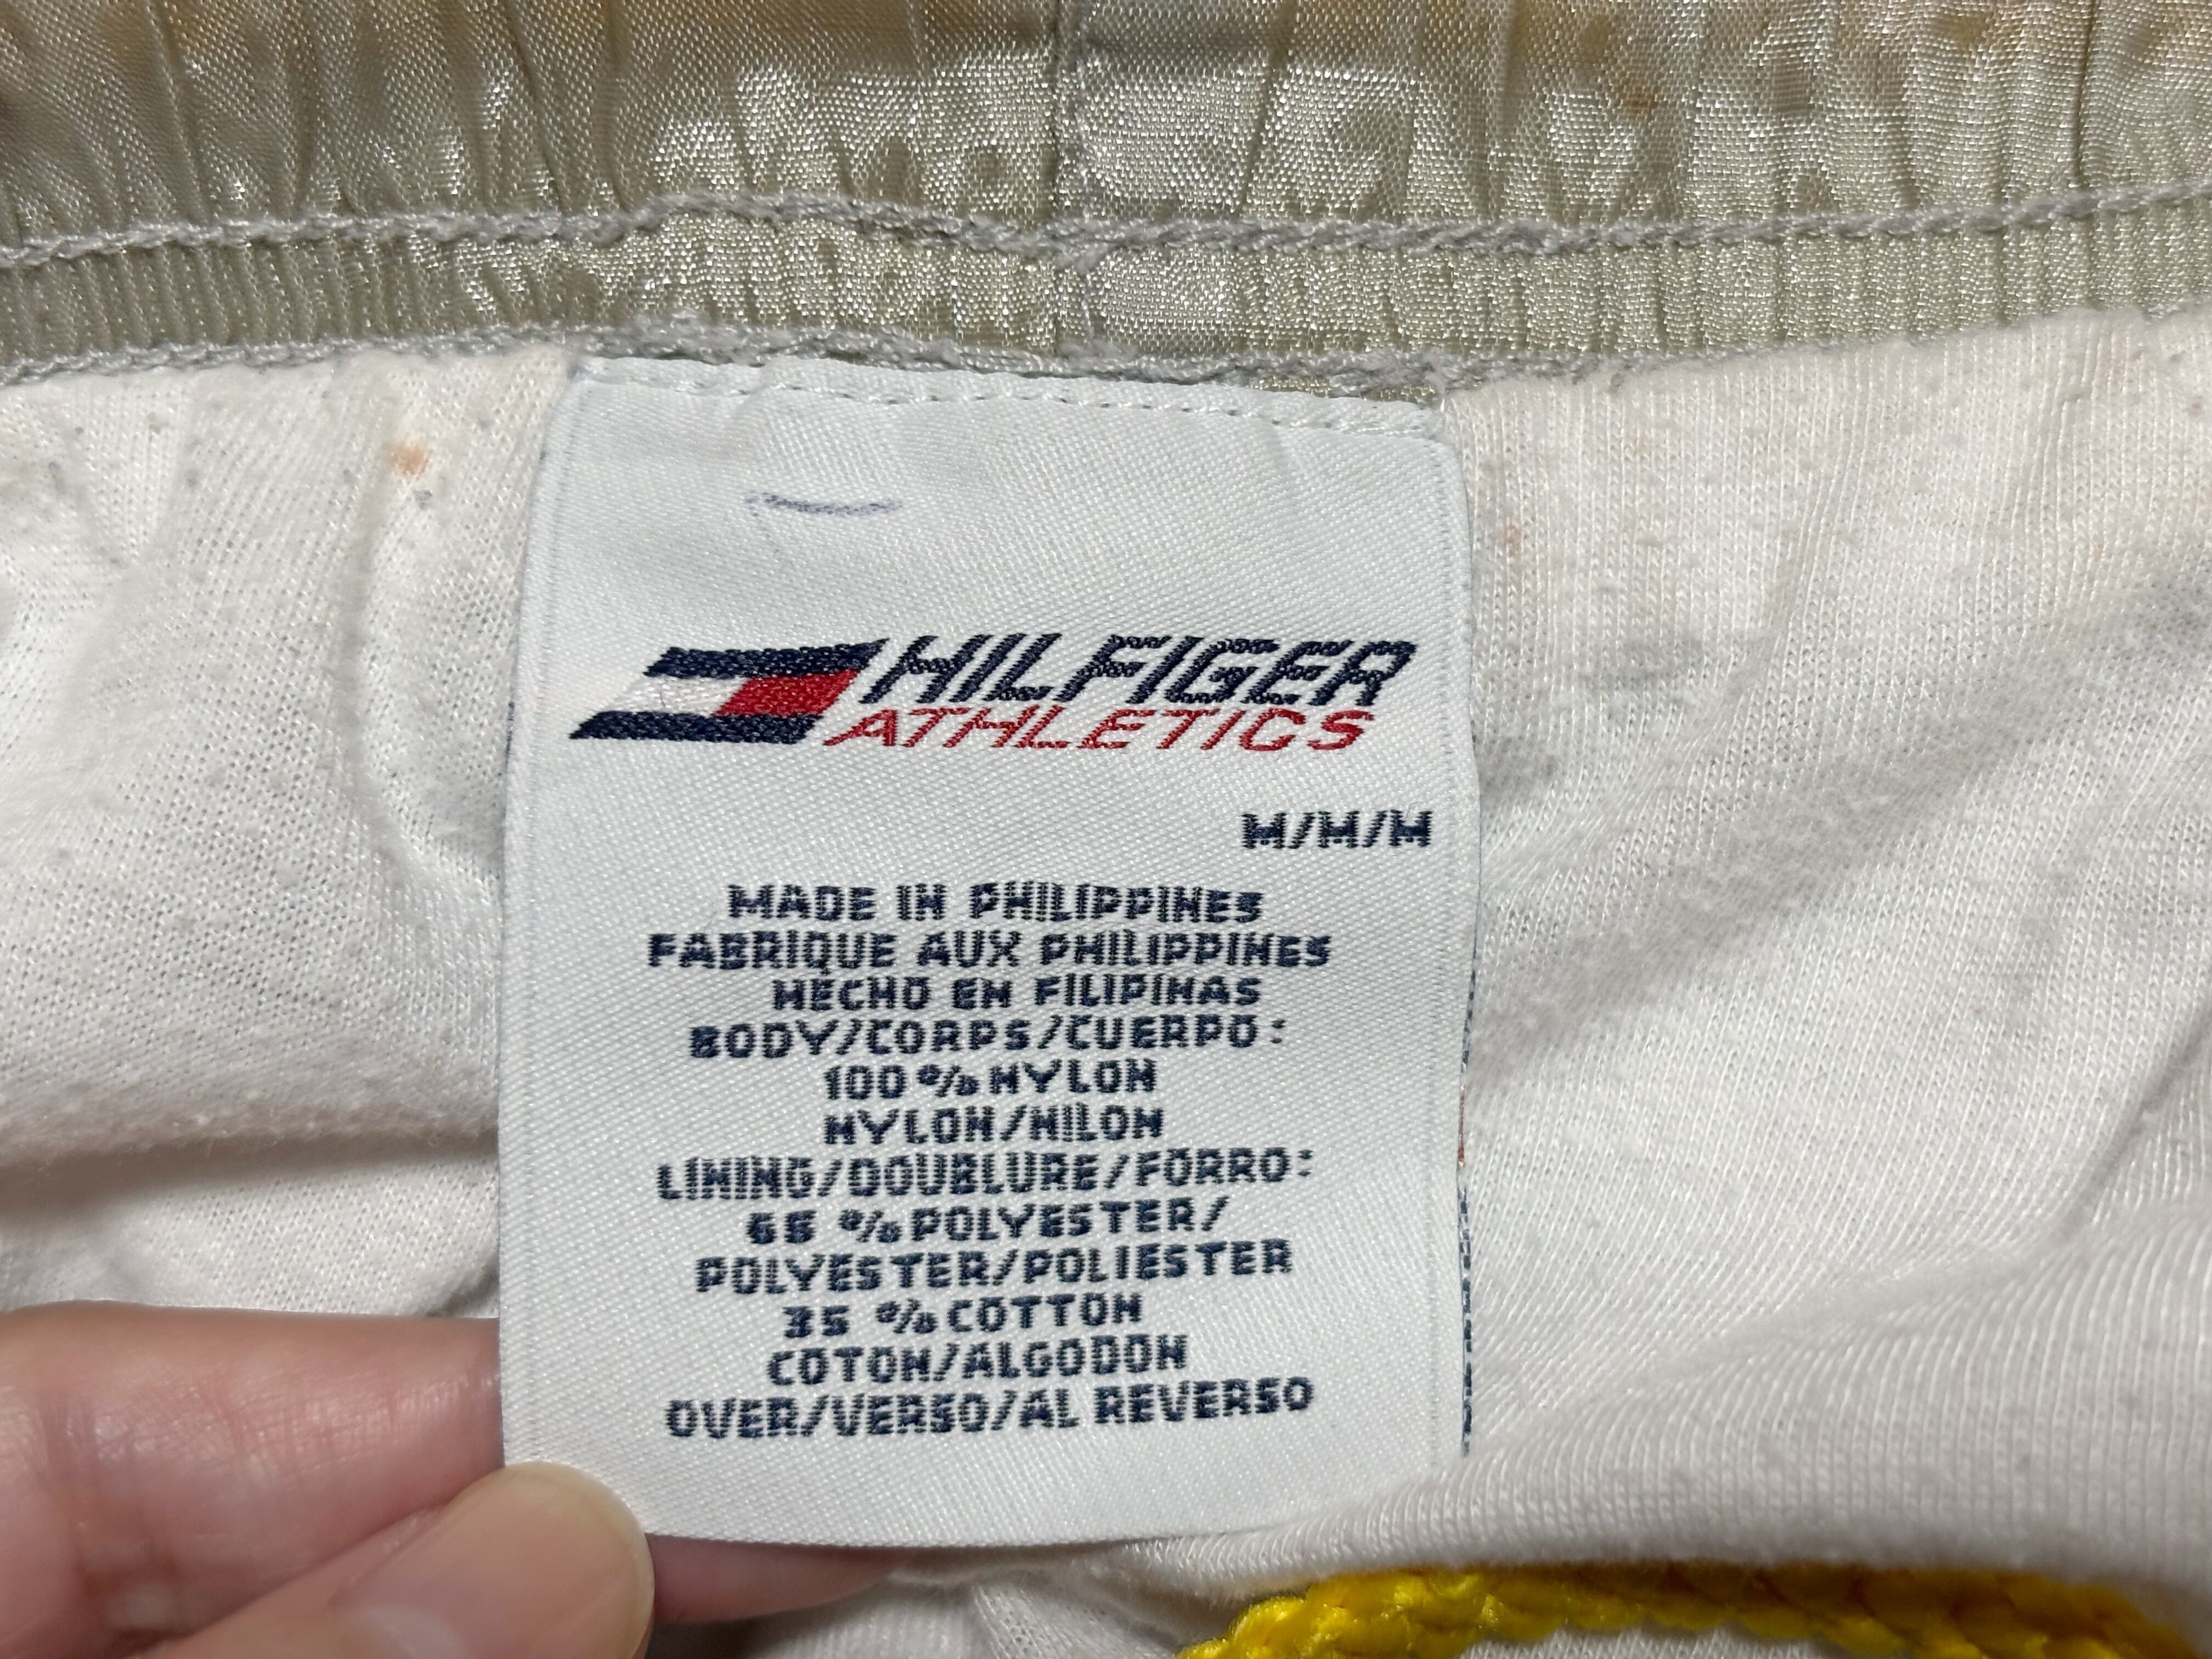 HILFIGER
ATHLETICS
M/M/M
MADE IN PHILIPPINES
FABRIQUE AUX PHILIPPINES
HECHO EN FILIPINAS
BODY/CORPS/CUERPO:
100 % NYLON
NYLON/NILON
LINING/DOUBLURE/FORRO:
65 % POLYESTER/
POLYESTER/POLIESTER
35 % COTTON
COTON/ALGODON
OVER/VERSO/AL REVERSO